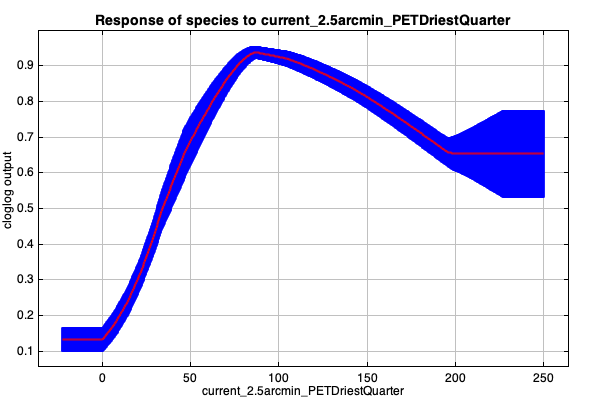 Response of species to current_2.5arcmin_PETDriestQuarter
cloglog output
0.9
0.8
0.7
0.6
0.5
0.4
0.3
0.2
0.1
0 50 100 150 200 250
current_2.5arcmin_PETDriestQuarter